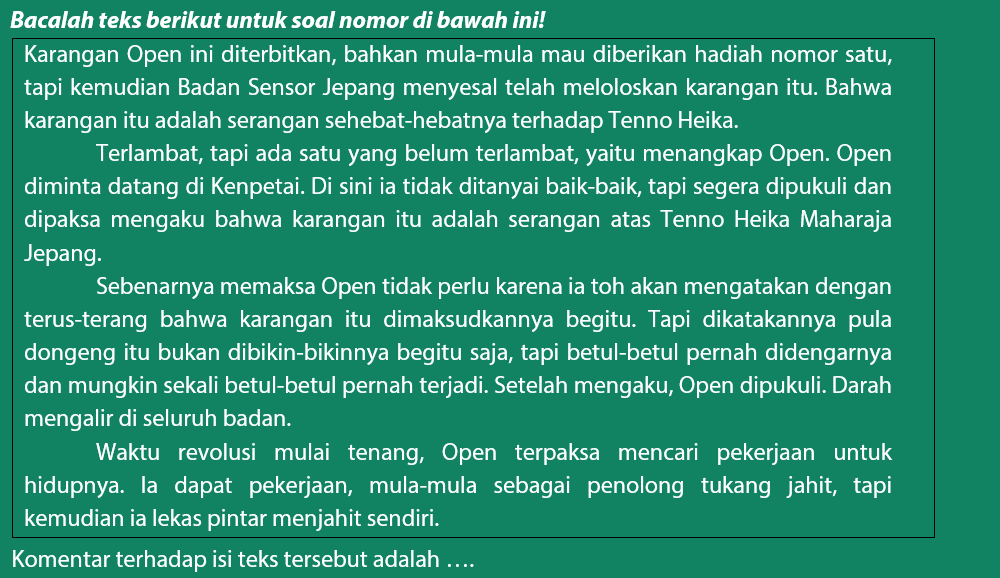 Bacalah teks berikut untuk soal nomor di bawah ini!
Karangan Open ini diterbitkan, bahkan mula-mula mau diberikan hadiah nomor satu,
tapi kemudian Badan Sensor Jepang menyesal telah meloloskan karangan itu. Bahwa
karangan itu adalah serangan sehebat-hebatnya terhadap Tenno Heika.
Terlambat, tapi ada satu yang belum terlambat, yaitu menangkap Open. Open
diminta datang di Kenpetai. Di sini ia tidak ditanyai baik-baik, tapi segera dipukuli dan
dipaksa mengaku bahwa karangan itu adalah serangan atas Tenno Heika Maharaja
Jepang.
Sebenarnya memaksa Open tidak perlu karena ia toh akan mengatakan dengan
terus-terang bahwa karangan itu dimaksudkannya begitu. Tapi dikatakannya pula
dongeng itu bukan dibikin-bikinnya begitu saja, tapi betul-betul pernah didengarnya
dan mungkin sekali betul-betul pernah terjadi. Setelah mengaku, Open dipukuli. Darah
mengalir di seluruh badan.
Waktu revolusi mulai tenang, Open terpaksa mencari pekerjaan untuk
hidupnya. Ia dapat pekerjaan, mula-mula sebagai penolong tukang jahit, tapi
kemudian ia lekas pintar menjahit sendiri.
Komentar terhadap isi teks tersebut adalah ….